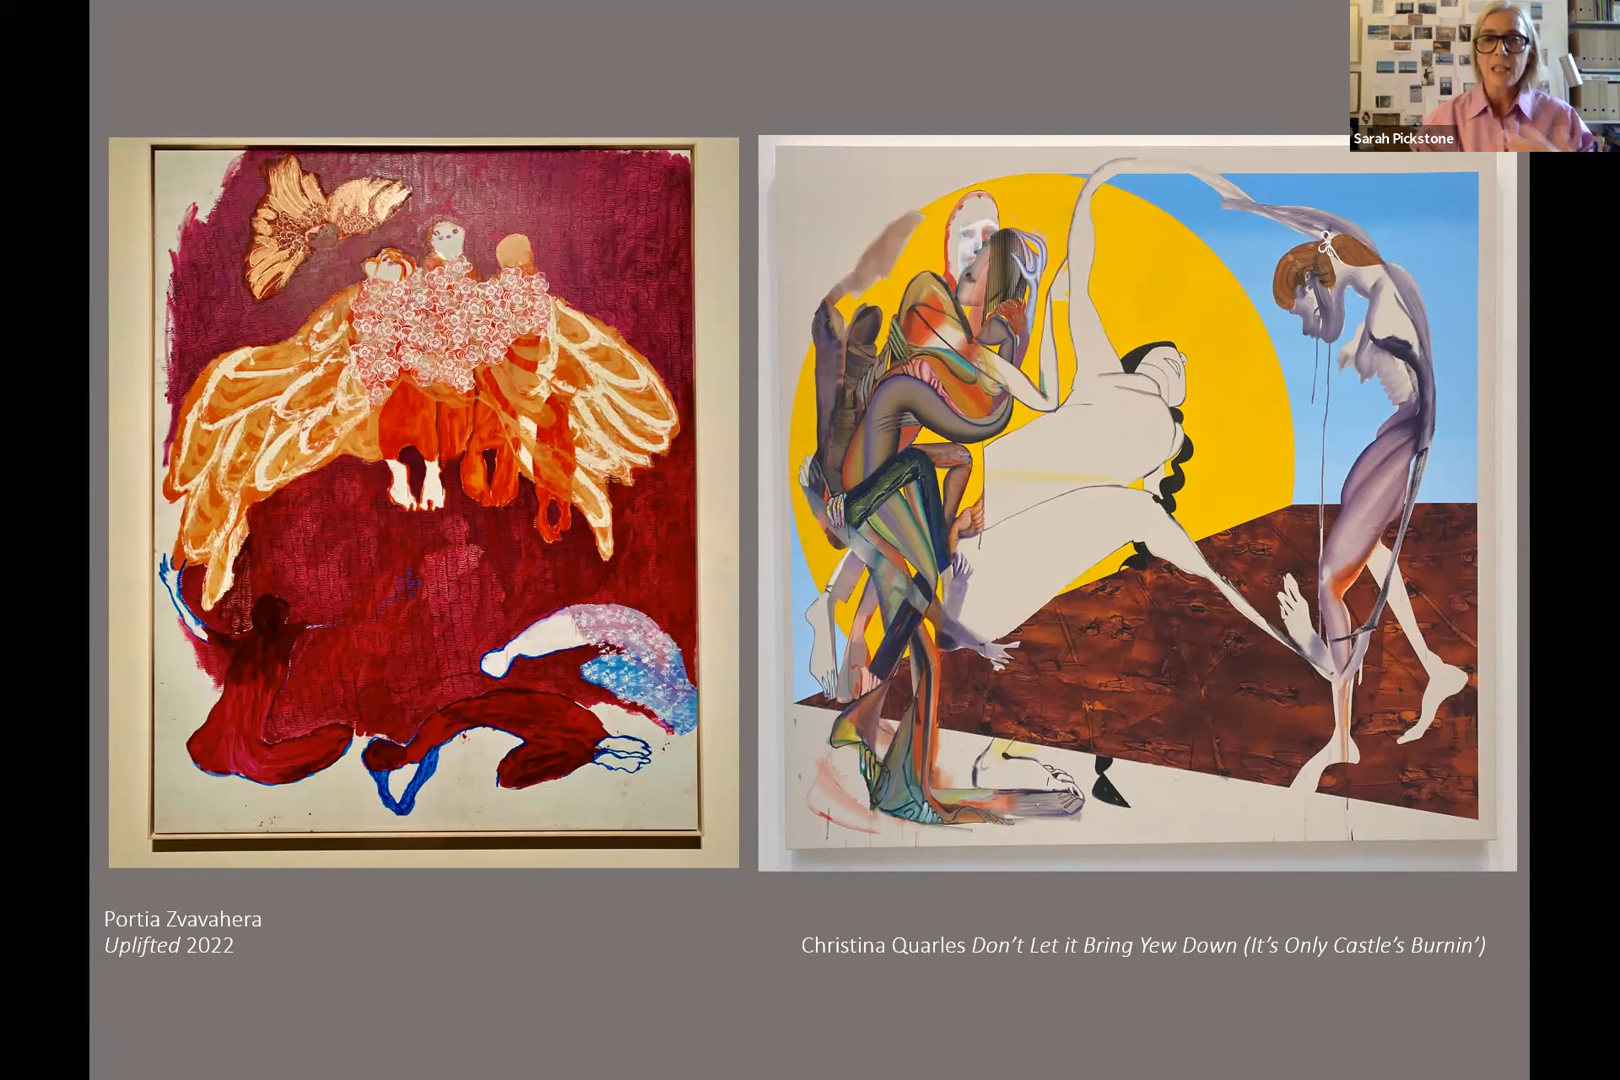 Sarah Pickstone
Portia Zvavahera
Uplifted 2022
Christina Quarles Don’t Let it Bring Yew Down (It’s Only Castle’s Burnin’)